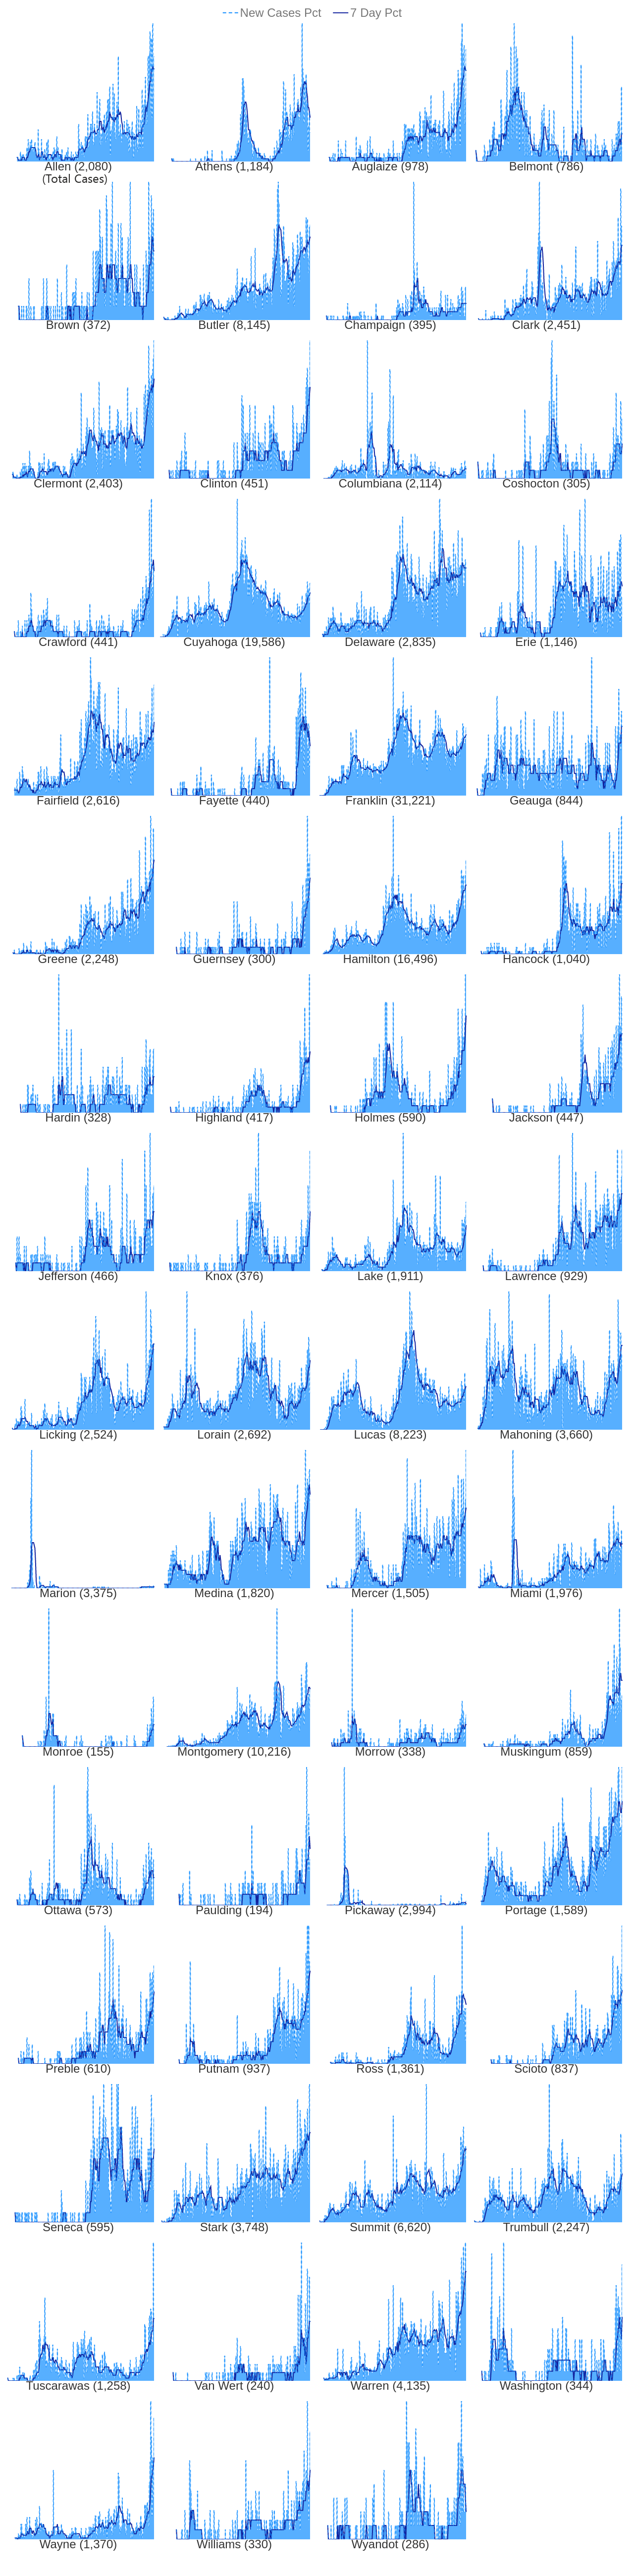 New Cases Pct 7 Day Pct
Allen (2,080) Athens (1,184) Auglaize (978) Belmont (786)
(Total Cases)
Brown (372) Butler (8,145) Champaign (395) Clark (2,451)
Clermont (2,403) Clinton (451) Columbiana (2,114) Coshocton (305)
Crawford (441) Cuyahoga (19,586) Delaware (2,835) Erie (1,146)
Fairfield (2,616) Fayette (440) Franklin (31,221) Geauga (844)
Greene (2,248) Guernsey (300) Hamilton (16,496) Hancock (1,040)
Hardin (328) Highland (417) Holmes (590) Jackson (447)
Jefferson (466) Knox (376) Lake (1,911) Lawrence (929)
Licking (2,524) Lorain (2,692) Lucas (8,223) Mahoning (3,660)
Marion (3,375) Medina (1,820) Mercer (1,505) Miami (1,976)
Monroe (155) Montgomery (10,216) Morrow (338) Muskingum (859)
Ottawa (573) Paulding (194) Pickaway (2,994) Portage (1,589)
Preble (610) Putnam (937) Ross (1,361) Scioto (837)
Seneca (595) Stark (3,748) Summit (6,620) Trumbull (2,247)
Tuscarawas (1,258) Van Wert (240) Warren (4,135) Washington (344)
Wayne (1,370) Williams (330) Wyandot (286)